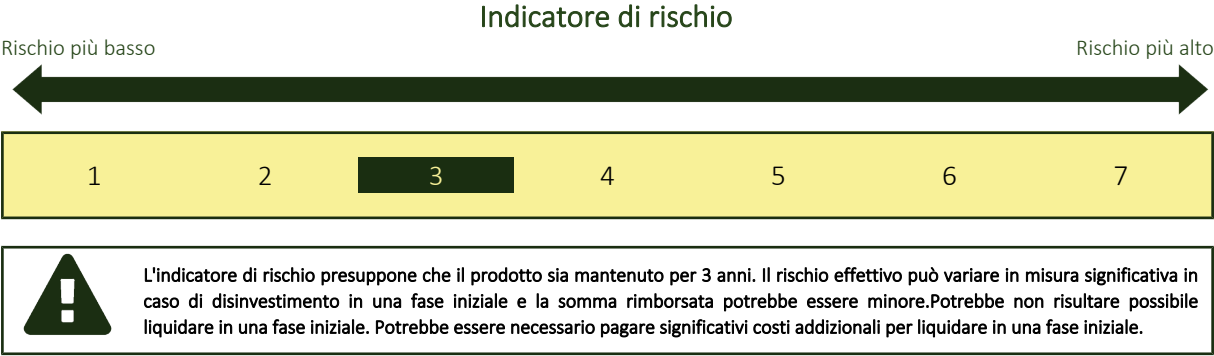 Indicatore di rischio
Rischio più basso Rischio più alto
1 2 3 4 5 6 7
L'indicatore di rischio presuppone che il prodotto sia mantenuto per 3 anni. Il rischio effettivo può variare in misura significativa in
caso di disinvestimento in una fase iniziale e la somma rimborsata potrebbe essere minore.Potrebbe non risultare possibile
liquidare in una fase iniziale. Potrebbe essere necessario pagare significativi costi addizionali per liquidare in una fase iniziale.